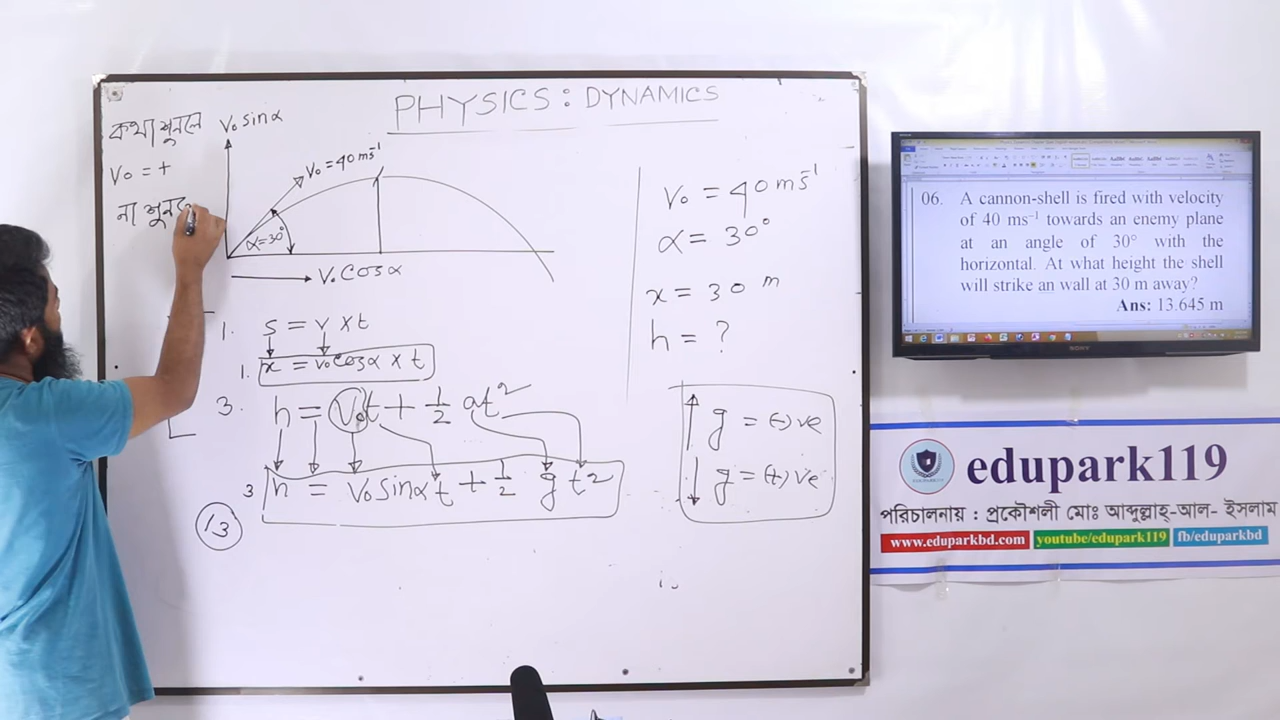 PHYSICS : DYNAMICS
কথা শুনলে
V₀ = +
না শুনলে
V₀ sinα
V₀ = 40 ms⁻¹
α = 30°
V₀ cosα
1. s = v × t
1. x = v₀cosα × t
3. h = V₀t + 1/2 at²
3 h = V₀ sinα t + 1/2 g t²
13
V₀ = 40 ms⁻¹
α = 30°
x = 30 m
h = ?
g = (-) ve
g = (+) ve
06. A cannon-shell is fired with velocity
of 40 ms⁻¹ towards an enemy plane
at an angle of 30° with the
horizontal. At what height the shell
will strike an wall at 30 m away?
Ans: 13.645 m
SONY
edupark119
পরিচালনায় : প্রকৌশলী মোঃ আব্দুল্লাহ্-আল- ইসলাম
www.eduparkbd.com youtube/edupark119 fb/eduparkbd